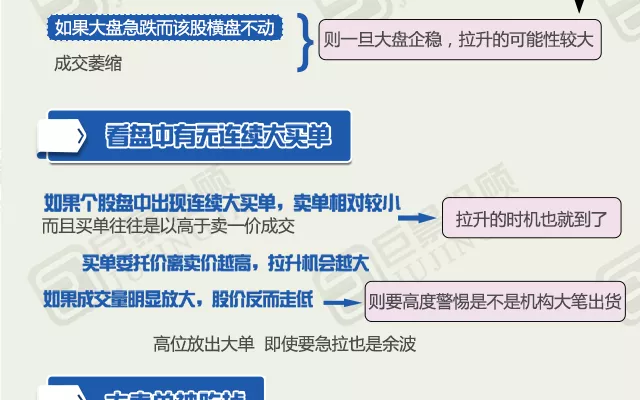 如果大盘急跌而该股横盘不动
成交萎缩
则一旦大盘企稳，拉升的可能性较大
看盘中有无连续大买单
如果个股盘中出现连续大买单，卖单相对较小
而且买单往往是以高于卖一价成交
拉升的时机也就到了
买单委托价离卖价越高，拉升机会越大
如果成交量明显放大，股价反而走低
则要高度警惕是不是机构大笔出货
高位放出大单 即使要急拉也是余波